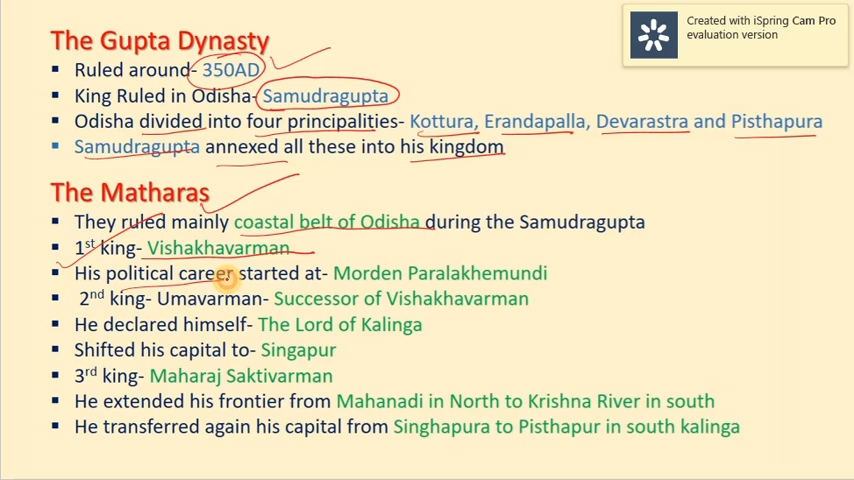 Created with iSpring Cam Pro
evaluation version
The Gupta Dynasty
▪ Ruled around- 350AD
▪ King Ruled in Odisha- Samudragupta
▪ Odisha divided into four principalities- Kottura, Erandapalla, Devarastra and Pisthapura
▪ Samudragupta annexed all these into his kingdom
The Matharas
▪ They ruled mainly coastal belt of Odisha during the Samudragupta
▪ 1st king- Vishakhavarman
▪ His political career started at- Morden Paralakhemundi
▪ 2nd king- Umavarman- Successor of Vishakhavarman
▪ He declared himself- The Lord of Kalinga
▪ Shifted his capital to- Singapur
▪ 3rd king- Maharaj Saktivarman
▪ He extended his frontier from Mahanadi in North to Krishna River in south
▪ He transferred again his capital from Singhapura to Pisthapur in south kalinga